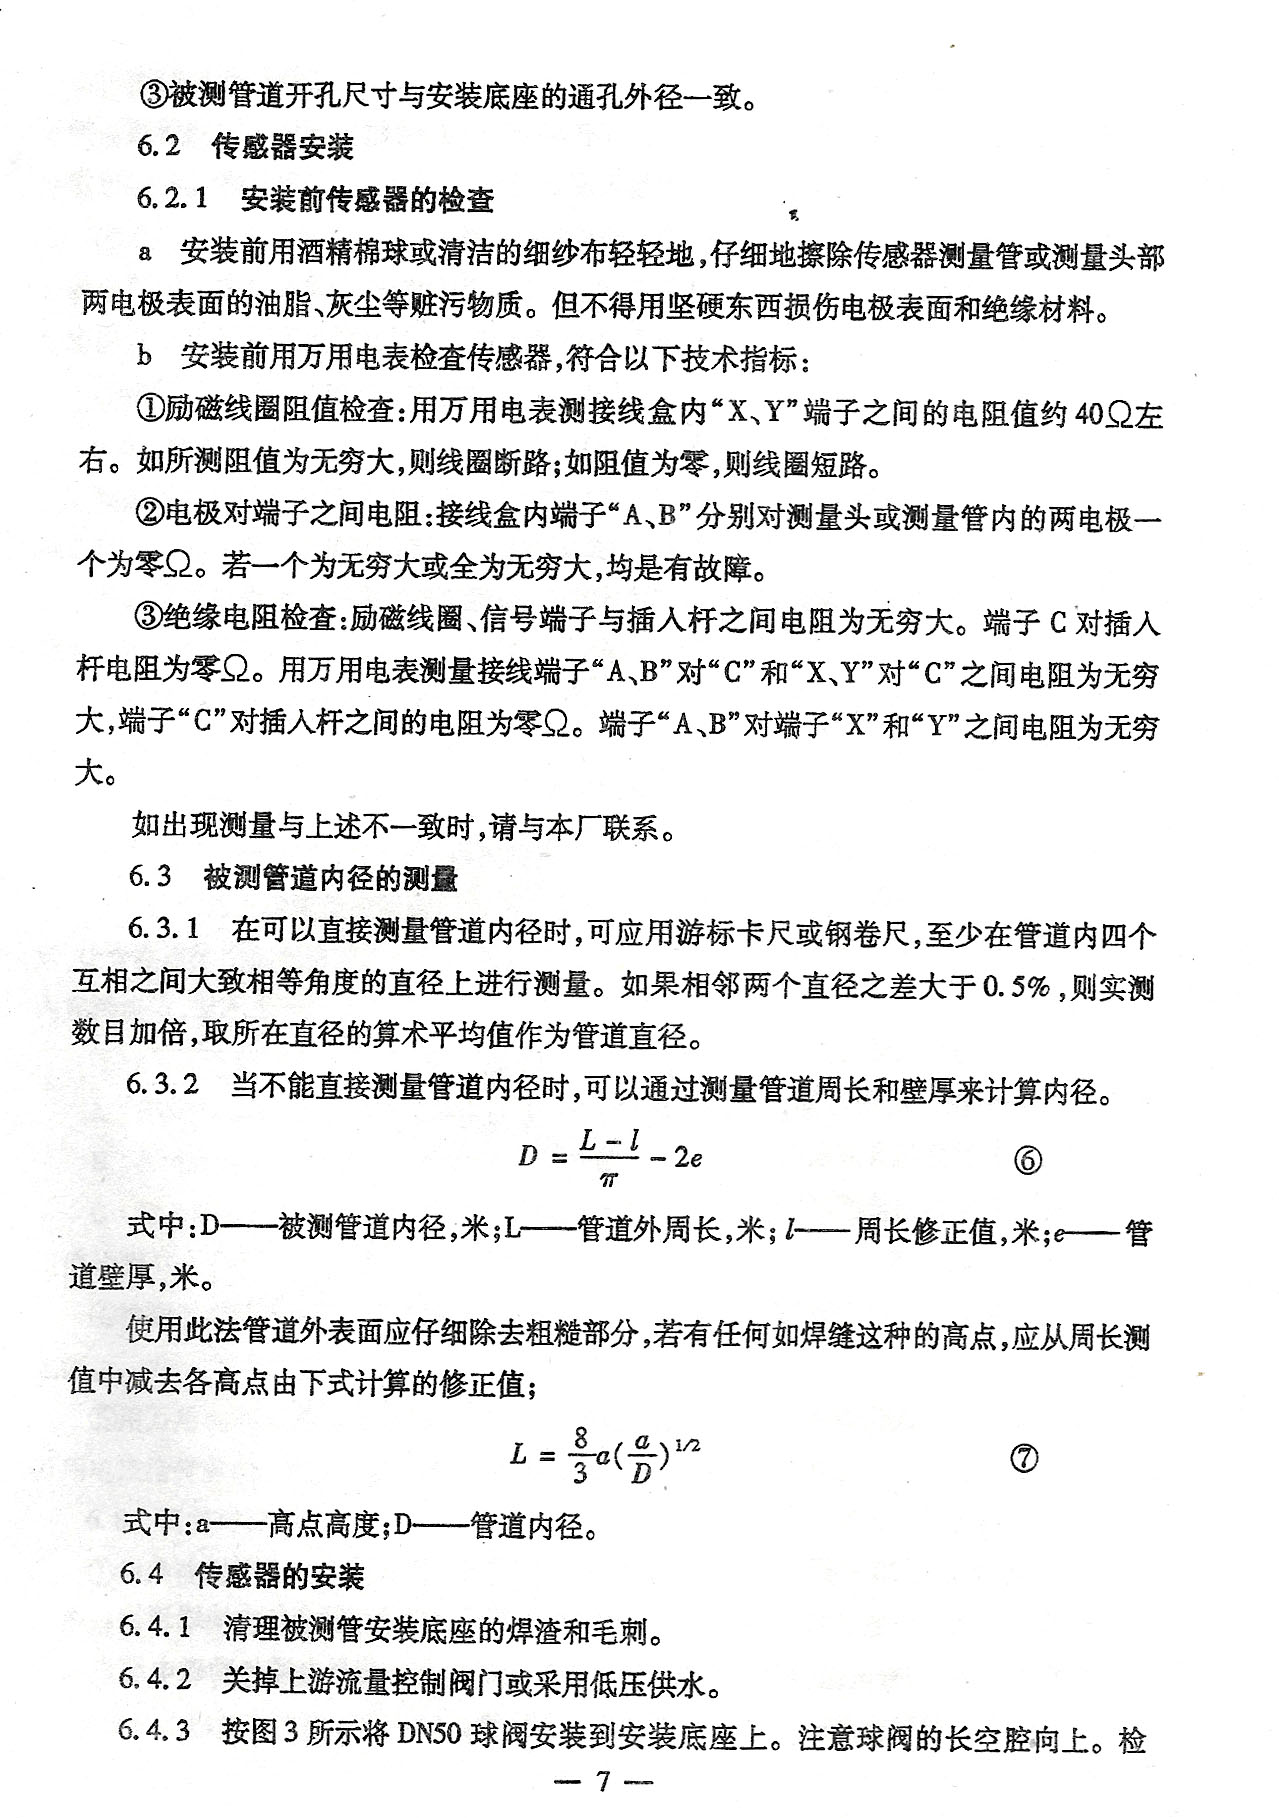 ③被测管道开孔尺寸与安装底座的通孔外径一致。
6.2 传感器安装
6.2.1 安装前传感器的检查
a 安装前用酒精棉球或清洁的细纱布轻轻地,仔细地擦除传感器测量管或测量头部
两电极表面的油脂、灰尘等赃污物质。但不得用坚硬东西损伤电极表面和绝缘材料。
b 安装前用万用电表检查传感器,符合以下技术指标:
①励磁线圈阻值检查:用万用电表测接线盒内“X、Y”端子之间的电阻值约40Ω左
右。如所测阻值为无穷大,则线圈断路;如阻值为零,则线圈短路。
②电极对端子之间电阻:接线盒内端子“A、B”分别对测量头或测量管内的两电极一
个为零Ω。若一个为无穷大或全为无穷大,均是有故障。
③绝缘电阻检查:励磁线圈、信号端子与插入杆之间电阻为无穷大。端子C对插入
杆电阻为零Ω。用万用电表测量接线端子“A、B”对“C”和“X、Y”对“C”之间电阻为无穷
大,端子“C”对插入杆之间的电阻为零Ω。端子“A、B”对端子“X”和“Y”之间电阻为无穷
大。
如出现测量与上述不一致时,请与本厂联系。
6.3 被测管道内径的测量
6.3.1 在可以直接测量管道内径时,可应用游标卡尺或钢卷尺,至少在管道内四个
互相之间大致相等角度的直径上进行测量。如果相邻两个直径之差大于0.5%,则实测
数目加倍,取所在直径的算术平均值作为管道直径。
6.3.2 当不能直接测量管道内径时,可以通过测量管道周长和壁厚来计算内径。
D = \frac{L-l}{π} - 2e ⑥
式中:D——被测管道内径,米;L——管道外周长,米;l——周长修正值,米;e——管
道壁厚,米。
使用此法管道外表面应仔细除去粗糙部分,若有任何如焊缝这种的高点,应从周长测
值中减去各高点由下式计算的修正值;
L = \frac{8}{3}a(\frac{a}{D})^{1/2} ⑦
式中:a——高点高度;D——管道内径。
6.4 传感器的安装
6.4.1 清理被测管安装底座的焊渣和毛刺。
6.4.2 关掉上游流量控制阀门或采用低压供水。
6.4.3 按图3所示将DN50球阀安装到安装底座上。注意球阀的长空腔向上。检
— 7 —